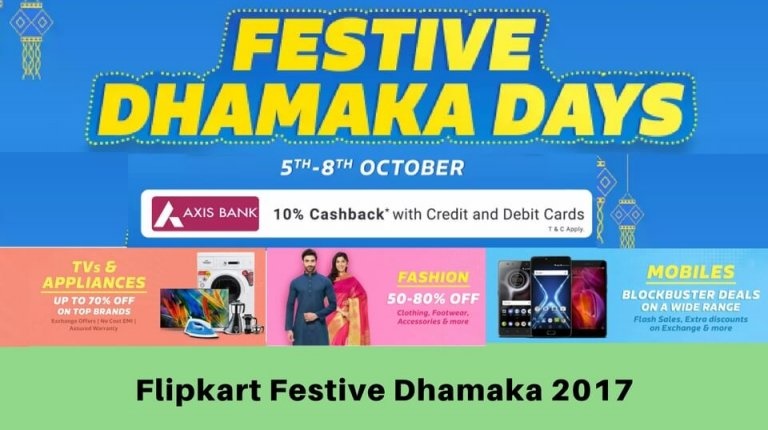 FESTIVE
DHAMAKA DAYS
5TH-8TH OCTOBER
AXIS BANK
10% Cashback* with Credit and Debit Cards
T & C Apply.
TVs &
APPLIANCES
UP TO 70% OFF
ON TOP BRANDS
Exchange Offers | No Cost EMI |
Assured Warranty
FASHION
50-80% OFF
Clothing, Footwear,
Accessories & more
MOBILES
BLOCKBUSTER DEALS
ON A WIDE RANGE
Flash Sales, Extra discounts
on Exchange & more
Flipkart Festive Dhamaka 2017